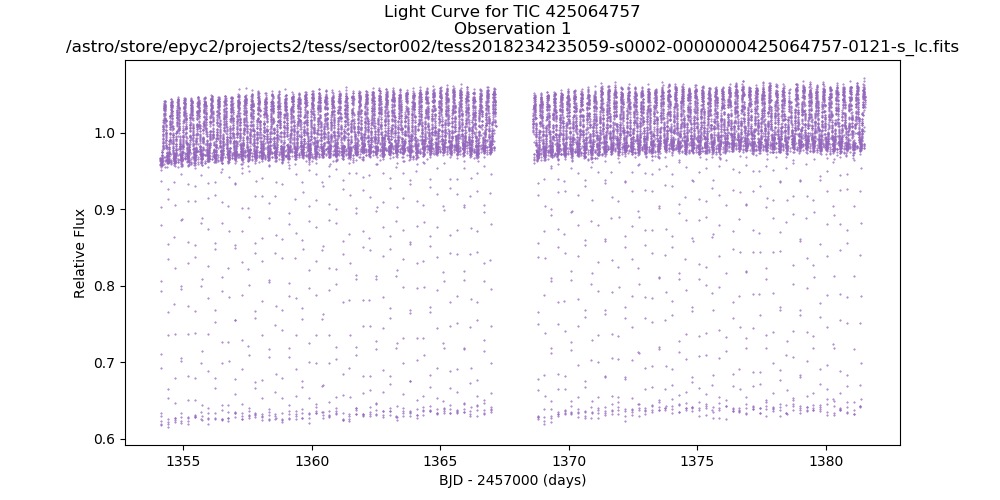 Light Curve for TIC 425064757
Observation 1
/astro/store/epyc2/projects2/tess/sector002/tess2018234235059-s0002-0000000425064757-0121-s_lc.fits
1.0
0.9
0.8
0.7
0.6
Relative Flux
1355
1360
1365
1370
1375
1380
BJD - 2457000 (days)